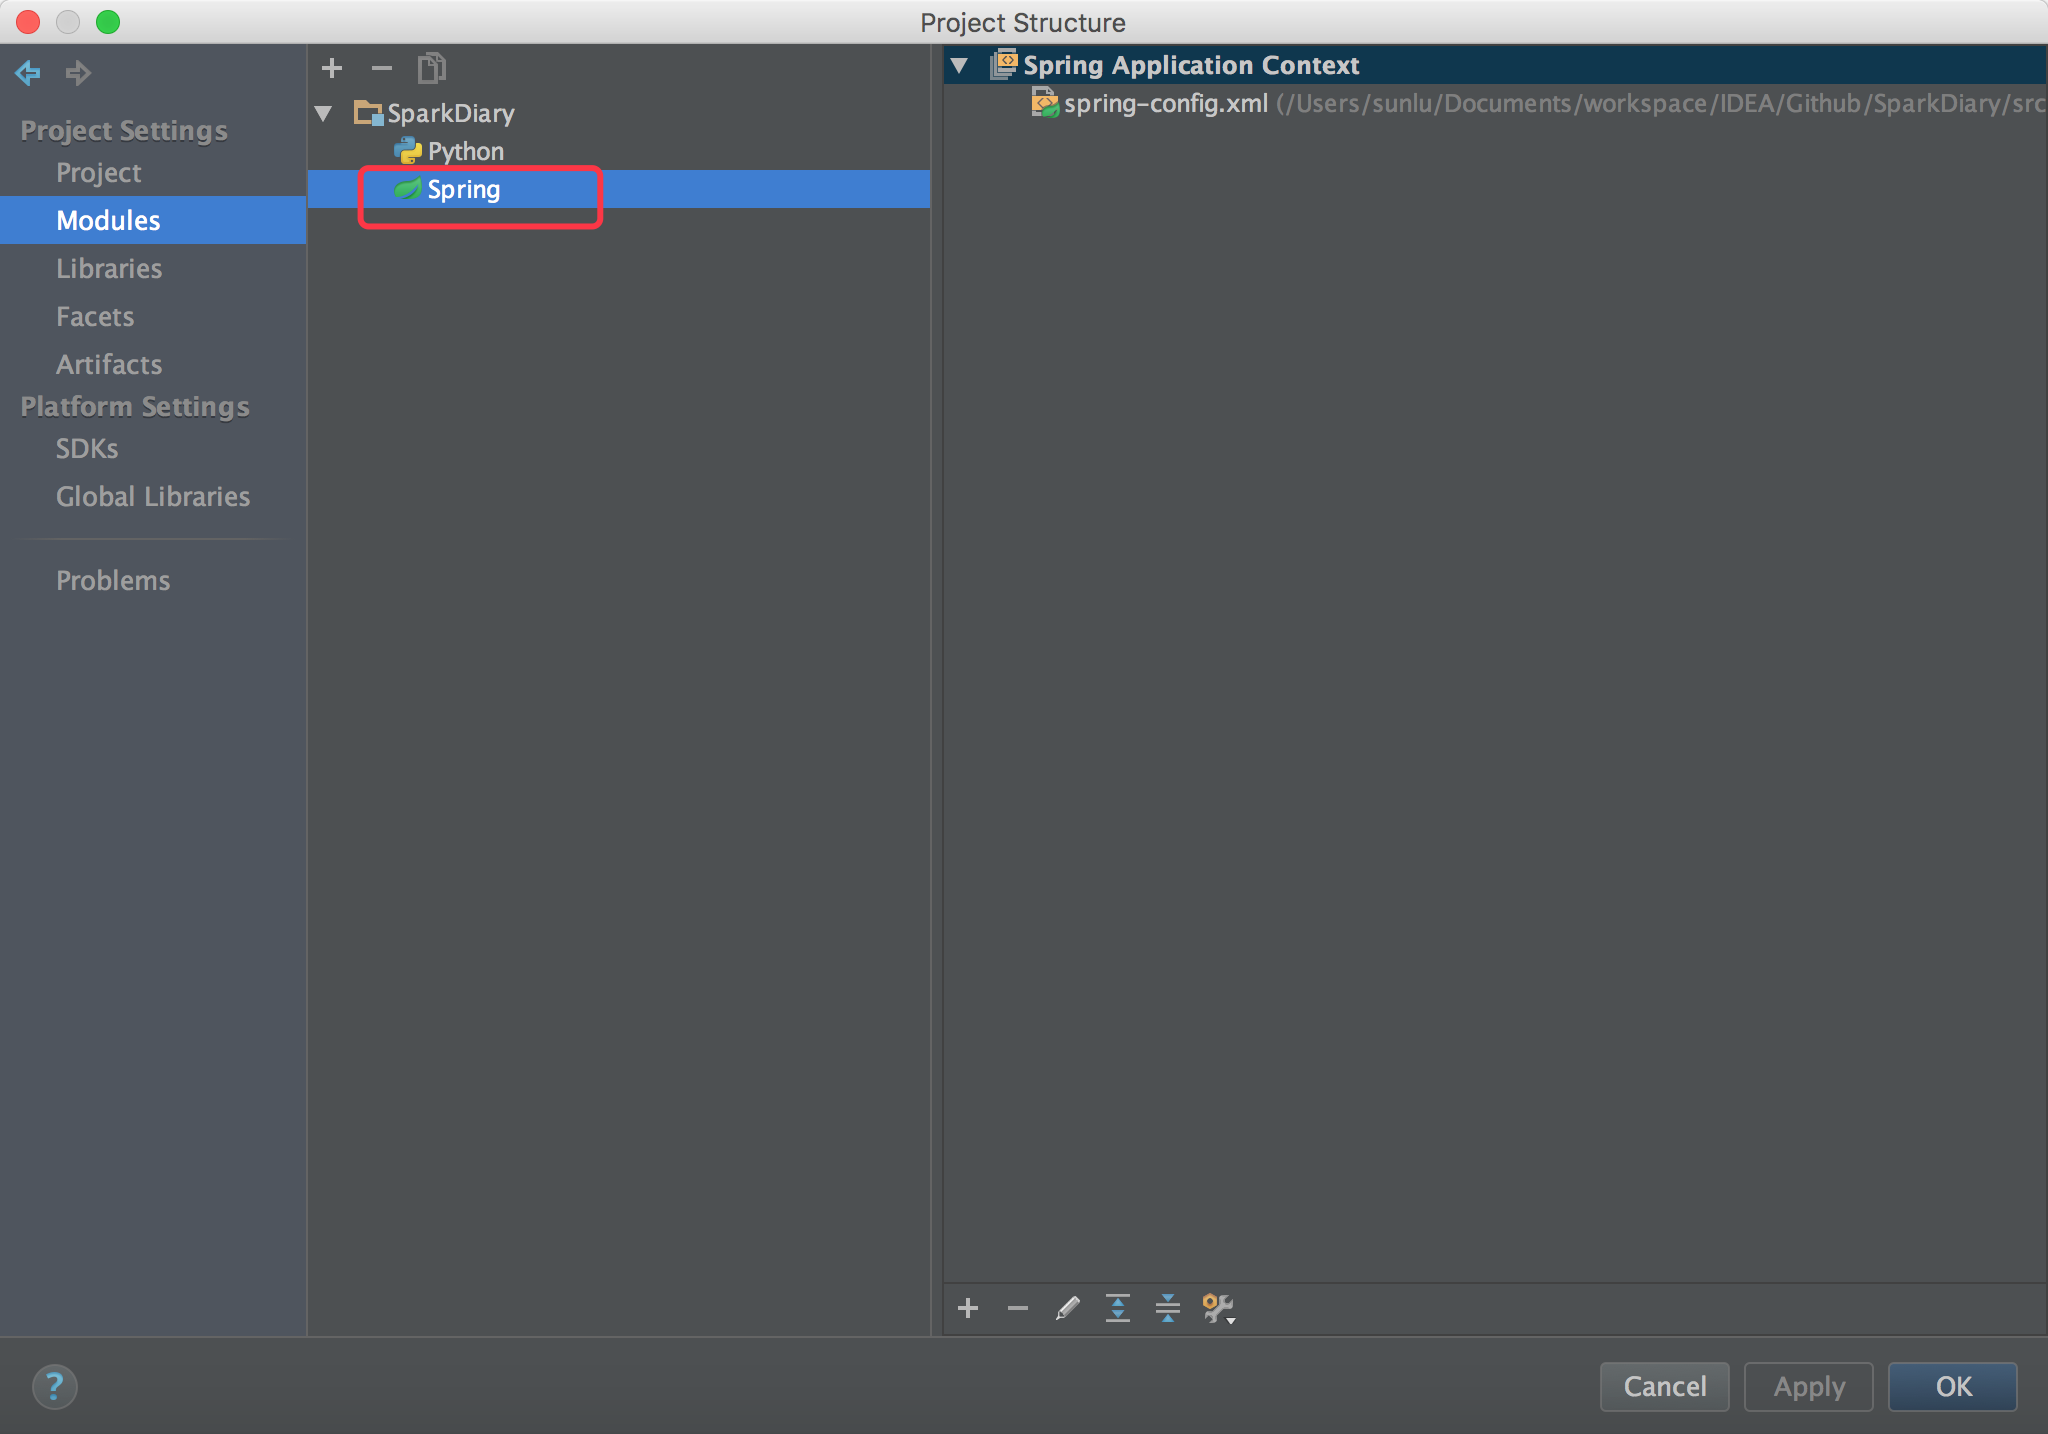 Project Structure
Project Settings
Project
Modules
Libraries
Facets
Artifacts
Platform Settings
SDKs
Global Libraries
Problems
SparkDiary
Python
Spring
Spring Application Context
spring-config.xml (/Users/sunlu/Documents/workspace/IDEA/Github/SparkDiary/src
?
Cancel
Apply
OK